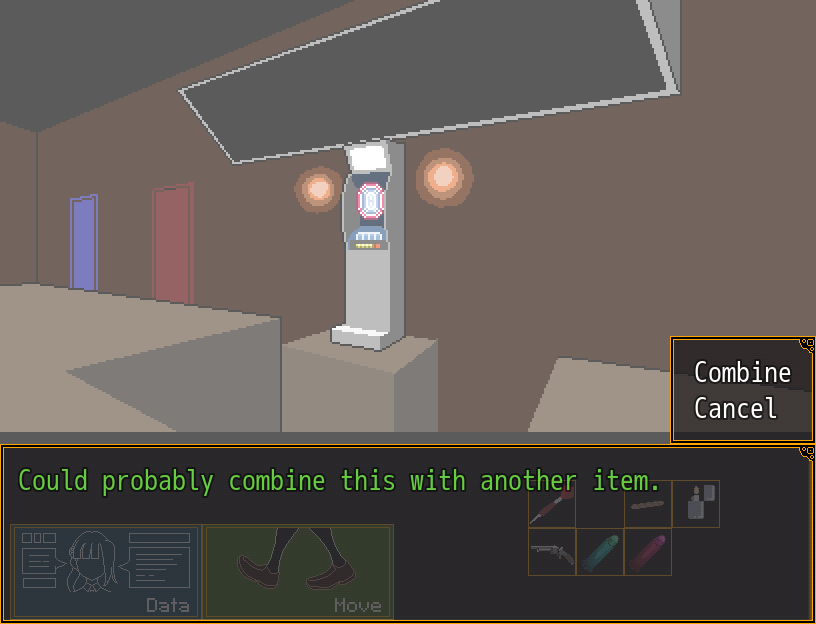 Combine
Cancel
Could probably combine this with another item.
Data
Move